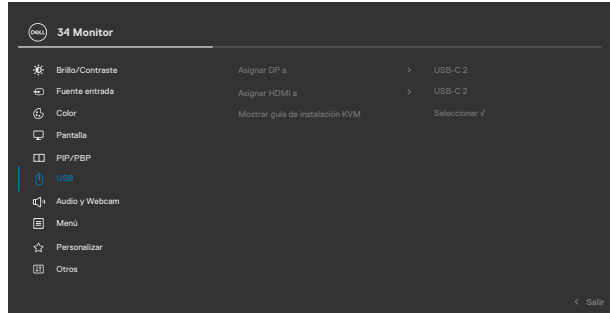 DELL 34 Monitor
Brillo/Contraste Asignar DP a > USB-C 2
Fuente entrada Asignar HDMI a > USB-C 2
Color Mostrar guía de instalación KVM Seleccionar √
Pantalla
PIP/PBP
USB
Audio y Webcam
Menú
Personalizar
Otros
< Salir